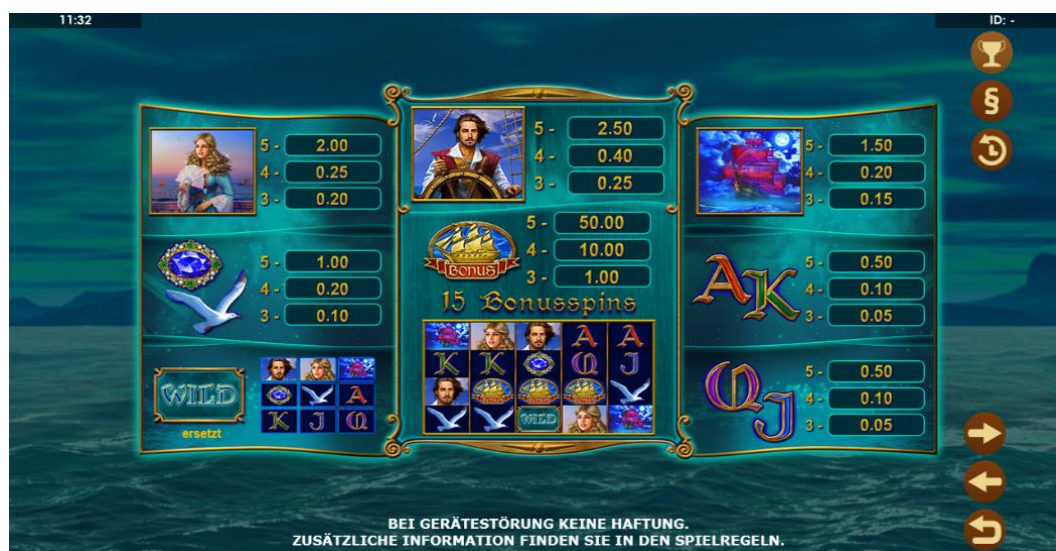 11:32
ID: -
5 - 2.00
4 - 0.25
3 - 0.20
5 - 2.50
4 - 0.40
3 - 0.25
5 - 1.50
4 - 0.20
3 - 0.15
§
5 - 1.00
4 - 0.20
3 - 0.10
BONUS
5 - 50.00
4 - 10.00
3 - 1.00
15 Bonusspins
A K
5 - 0.50
4 - 0.10
3 - 0.05
WILD
ersetzt
A
K J Q
A A
K K Q J
BONUS BONUS BONUS
WILD
Q J
5 - 0.50
4 - 0.10
3 - 0.05
BEI GERÄTESTÖRUNG KEINE HAFTUNG.
ZUSÄTZLICHE INFORMATION FINDEN SIE IN DEN SPIELREGELN.